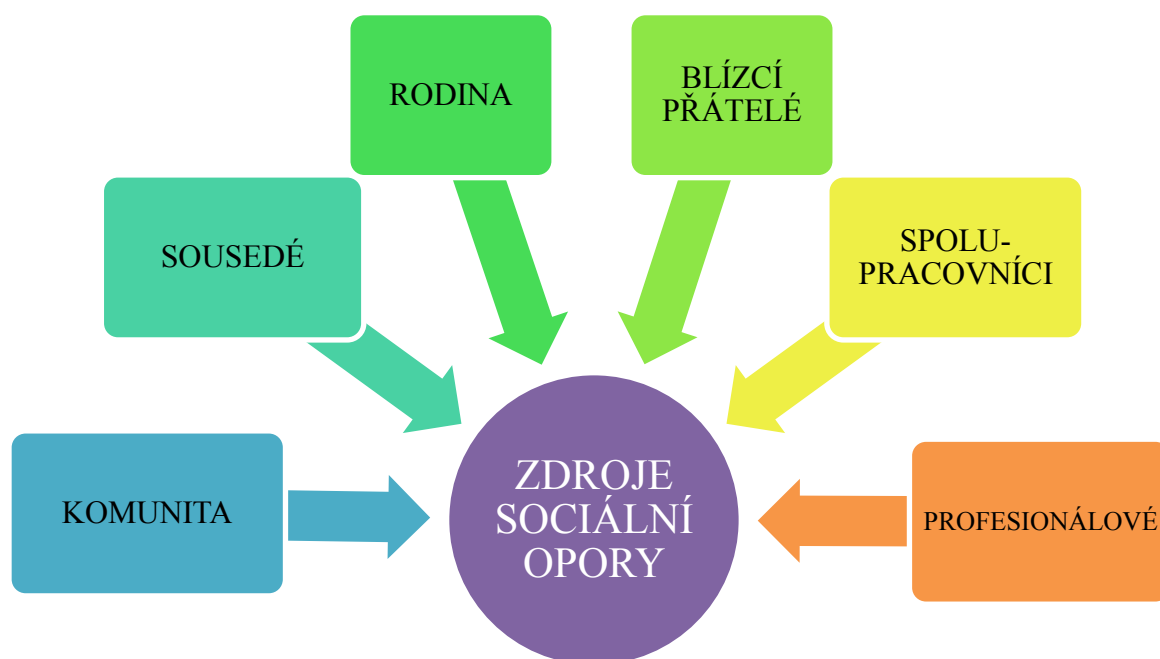 RODINA
BLÍZCÍ
PŘÁTELÉ
SOUSEDÉ
SPOLU-
PRACOVNÍCI
KOMUNITA
ZDROJE
SOCIÁLNÍ
OPORY
PROFESIONÁLOVÉ